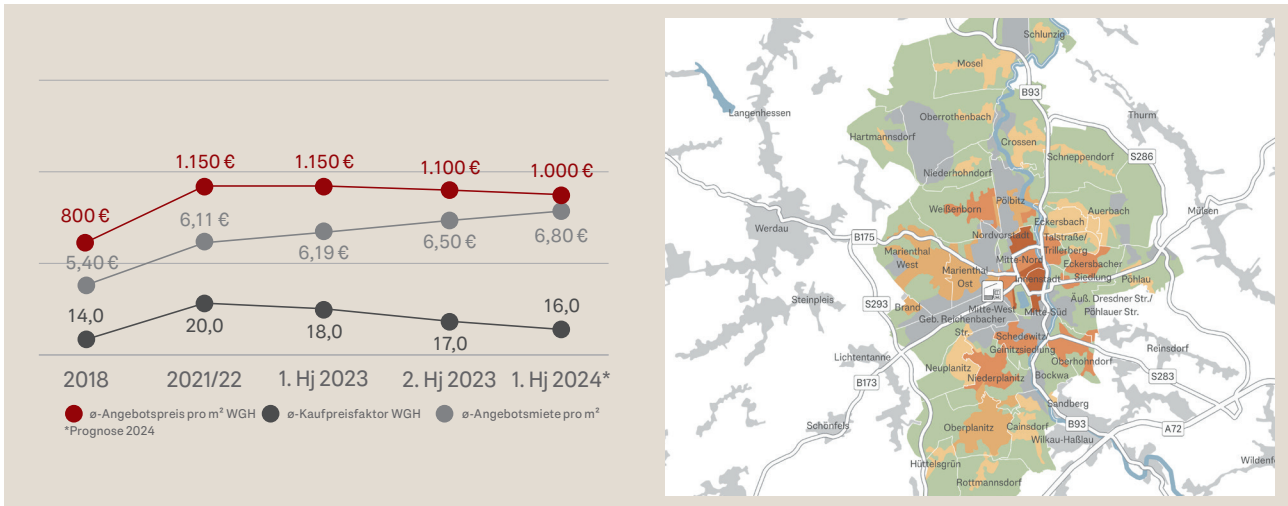 1.150 €
1.150 €
1.100 €
1.000 €
800 €
6,11 €
6,19 €
6,50 €
6,80 €
5,40 €
14,0
20,0
18,0
17,0
16,0
2018
2021/22
1. Hj 2023
2. Hj 2023
1. Hj 2024*
ø-Angebotspreis pro m² WGH
ø-Kaufpreisfaktor WGH
ø-Angebotsmiete pro m²
*Prognose 2024
Schlunzig
Mosel
B93
Langenhessen
Thurm
Oberrothenbach
Hartmannsdorf
Crossen
Schneppendorf
S286
Niederhohndorf
Pölbitz
Weißenborn
Eckersbach
Auerbach
Mülsen
Werdau
B175
Nordvorstadt
Talstraße/
Trillerberg
Marienthal
West
Mitte-Nord
Eckersbacher
Siedlung
Marienthal
Ost
Innenstadt
Pöhlau
Steinpleis
S293
Brand
Mitte-West
Mitte-Süd
Äuß. Dresdner Str./
Pöhlauer Str.
Geb. Reichenbacher
Str.
Schedewitz/
Geinitzsiedlung
Reinsdorf
Lichtentanne
Neuplanitz
Oberhohndorf
S283
B173
Niederplanitz
Bockwa
Sandberg
Schönfels
Oberplanitz
Cainsdorf
B93
A72
Wilkau-Haßlau
Hüttelsgrün
Wildenfe
Rottmannsdorf